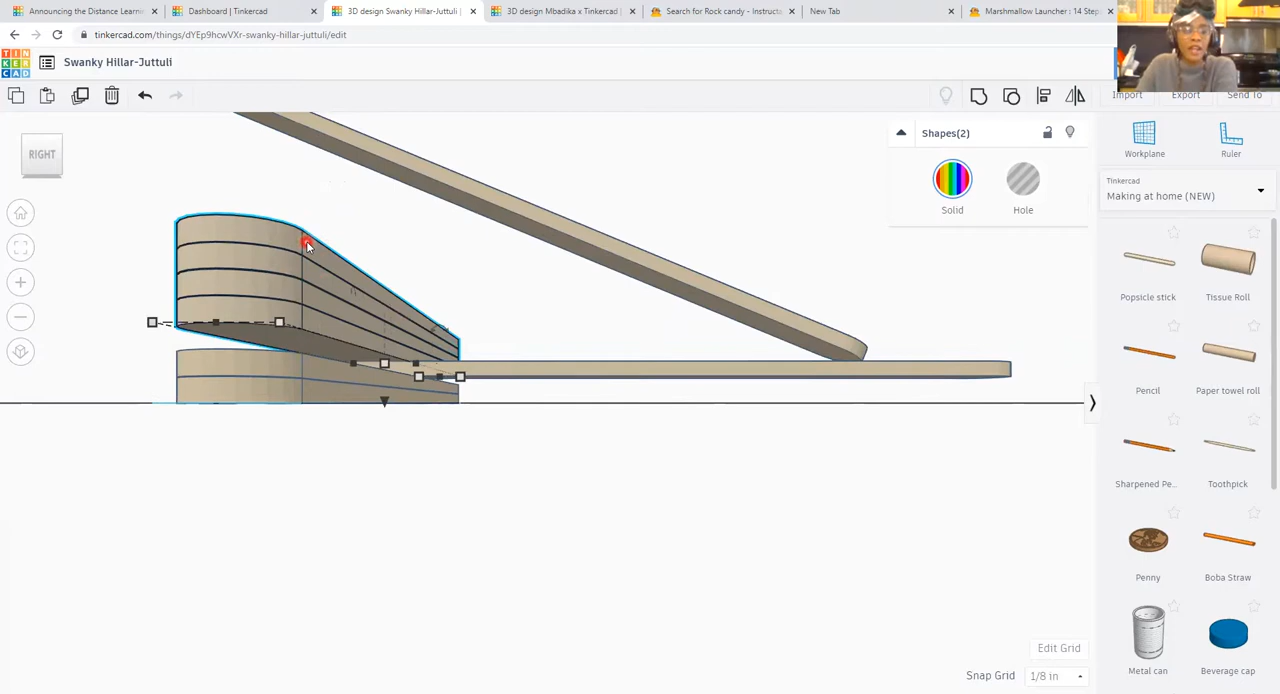 Announcing the Distance Learni
Dashboard | Tinkercad
3D design Swanky Hillar-Juttuli |
3D design Mbadika x Tinkercad |
Search for Rock candy - Instructa
New Tab
Marshmallow Launcher : 14 Step
tinkercad.com/things/dYEp9hcwVXr-swanky-hillar-juttuli/edit
TIN
KER
CAD
Swanky Hillar-Juttuli
Import
Export
Send To
RIGHT
Shapes(2)
Solid
Hole
Workplane
Ruler
Tinkercad
Making at home (NEW)
Popsicle stick
Tissue Roll
Pencil
Paper towel roll
Sharpened Pe...
Toothpick
Penny
Boba Straw
Metal can
Beverage cap
Edit Grid
Snap Grid
1/8 in